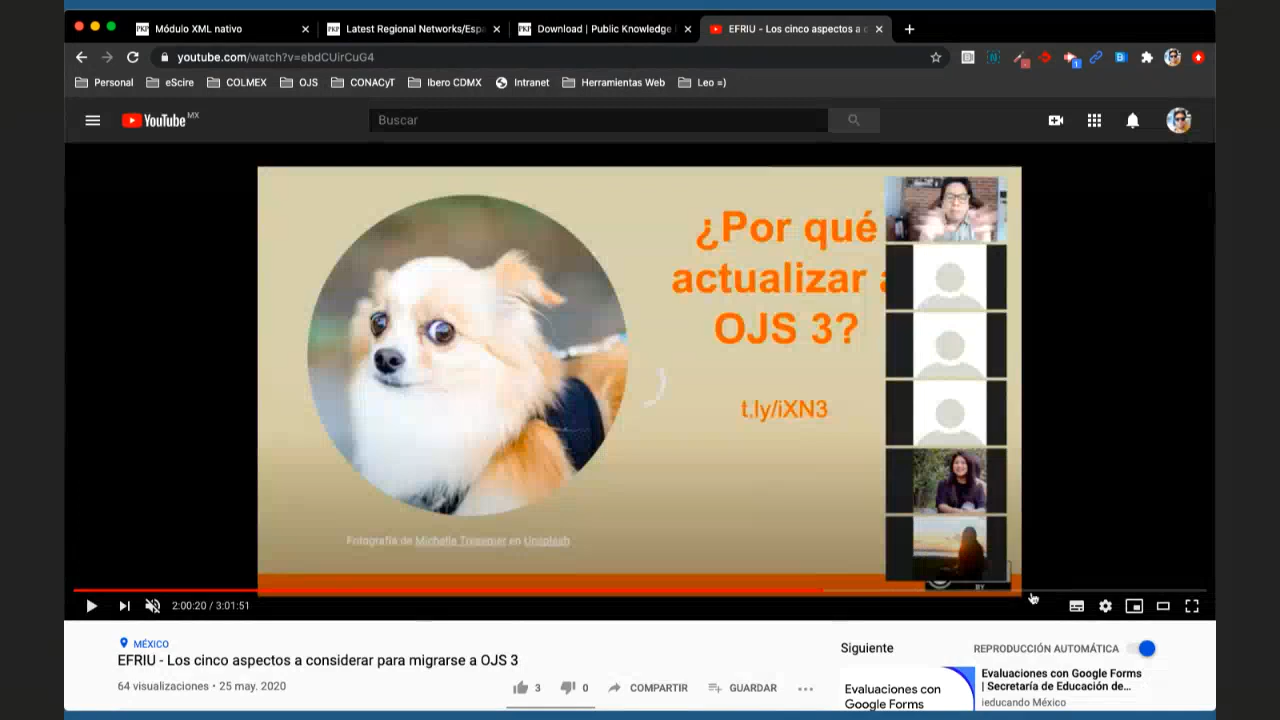 Módulo XML nativo
Latest Regional Networks/Espa
Download | Public Knowledge
EFRIU - Los cinco aspectos a c
youtube.com/watch?v=ebdCUirCuG4
Personal
eScire
COLMEX
OJS
CONACyT
Ibero CDMX
Intranet
Herramientas Web
Leo =)
YouTube MX
Buscar
¿Por qué
actualizar a
OJS 3?
t.ly/iXN3
Fotografía de Michelle Tresemer en Unsplash
BY
2:00:20 / 3:01:51
MÉXICO
EFRIU - Los cinco aspectos a considerar para migrarse a OJS 3
64 visualizaciones • 25 may. 2020
3
0
COMPARTIR
GUARDAR
Siguiente
REPRODUCCIÓN AUTOMÁTICA
Evaluaciones con
Google Forms
Evaluaciones con Google Forms
| Secretaría de Educación de...
ieducando México